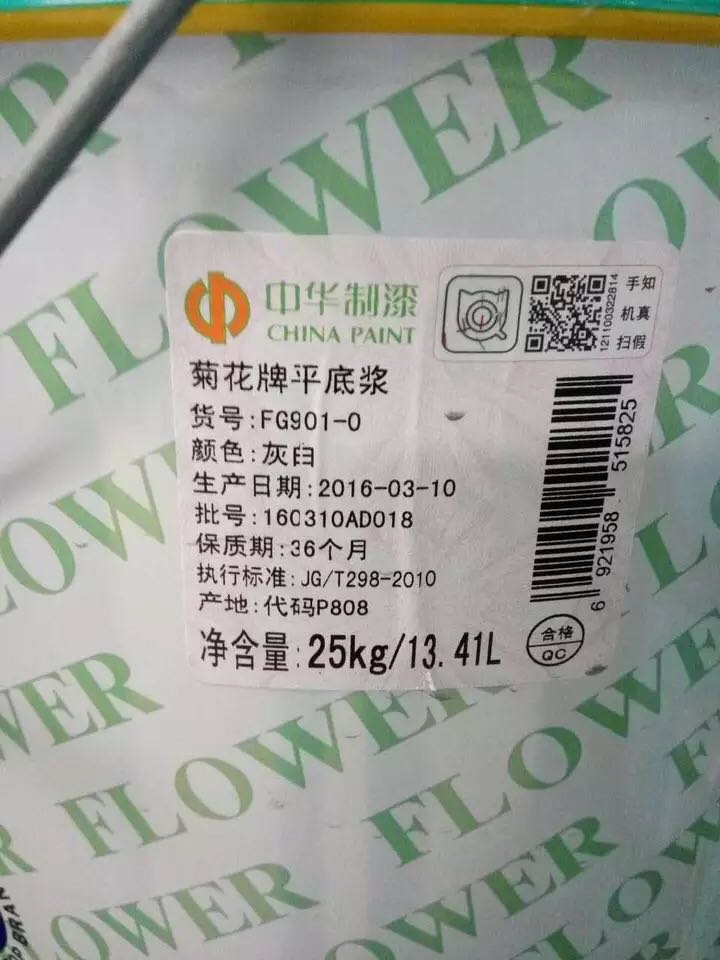 FLOWER
中华制漆
CHINA PAINT
121100322814
手知
机真
扫假
菊花牌平底浆
货号:FG901-0
颜色:灰白
生产日期:2016-03-10
批号:160310AD018
保质期:36个月
执行标准:JG/T298-2010
产地:代码P808
净含量:25kg/13.41L
合格
QC
6 921958 515825
FLOWER
FLOWER
FLOWER